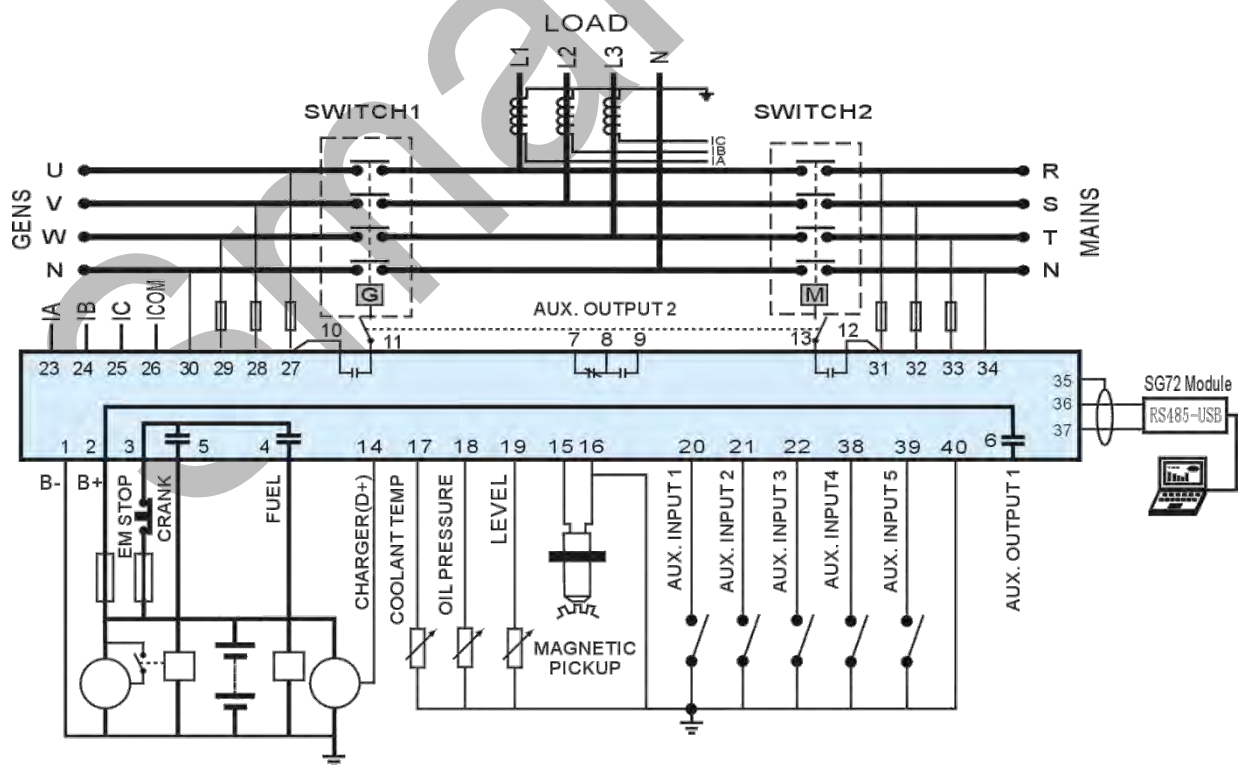 LOAD
L1 L2 L3 N
SWITCH1 SWITCH2
IC
IB
IA
U R
V S
W T
N N
GENS
MAINS
G M
AUX. OUTPUT 2
IA IB IC ICOM
10 11 7 8 9 13 12
23 24 25 26 30 29 28 27 31 32 33 34
35
36
37
SG72 Module
RS485-USB
1 2 3 5 4 14 17 18 19 15 16 20 21 22 38 39 40 6
B- B+
EM STOP
CRANK
FUEL
CHARGER(D+)
COOLANT TEMP
OIL PRESSURE
LEVEL
MAGNETIC
PICKUP
AUX. INPUT 1
AUX. INPUT 2
AUX. INPUT 3
AUX. INPUT 4
AUX. INPUT 5
AUX. OUTPUT 1